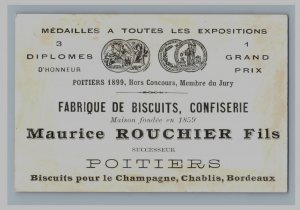 MÉDAILLES A TOUTES LES EXPOSITIONS
3
DIPLOMES
D'HONNEUR
1
GRAND
PRIX
POITIERS 1899, Hors Concours, Membre du Jury
FABRIQUE DE BISCUITS, CONFISERIE
Maison fondée en 1859
Maurice ROUCHIER Fils
SUCCESSEUR
POITIERS
Biscuits pour le Champagne, Chablis, Bordeaux